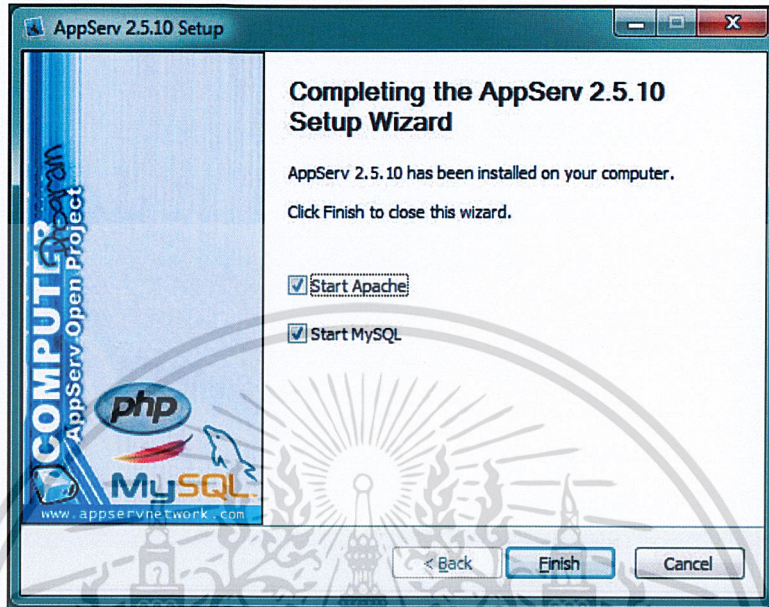 AppServ 2.5.10 Setup
Completing the AppServ 2.5.10
Setup Wizard
AppServ 2.5.10 has been installed on your computer.
Click Finish to close this wizard.
Start Apache
Start MySQL
COMPUTER
Program
AppServ Open Project
php
MySQL
www.appservnetwork.com
< Back
Finish
Cancel